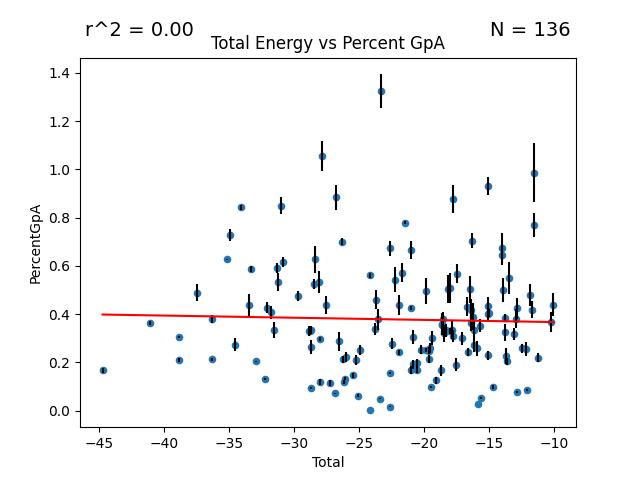 r^2 = 0.00 N = 136
Total Energy vs Percent GpA
1.4
1.2
1.0
0.8
0.6
0.4
0.2
0.0
PercentGpA
−45 −40 −35 −30 −25 −20 −15 −10
Total